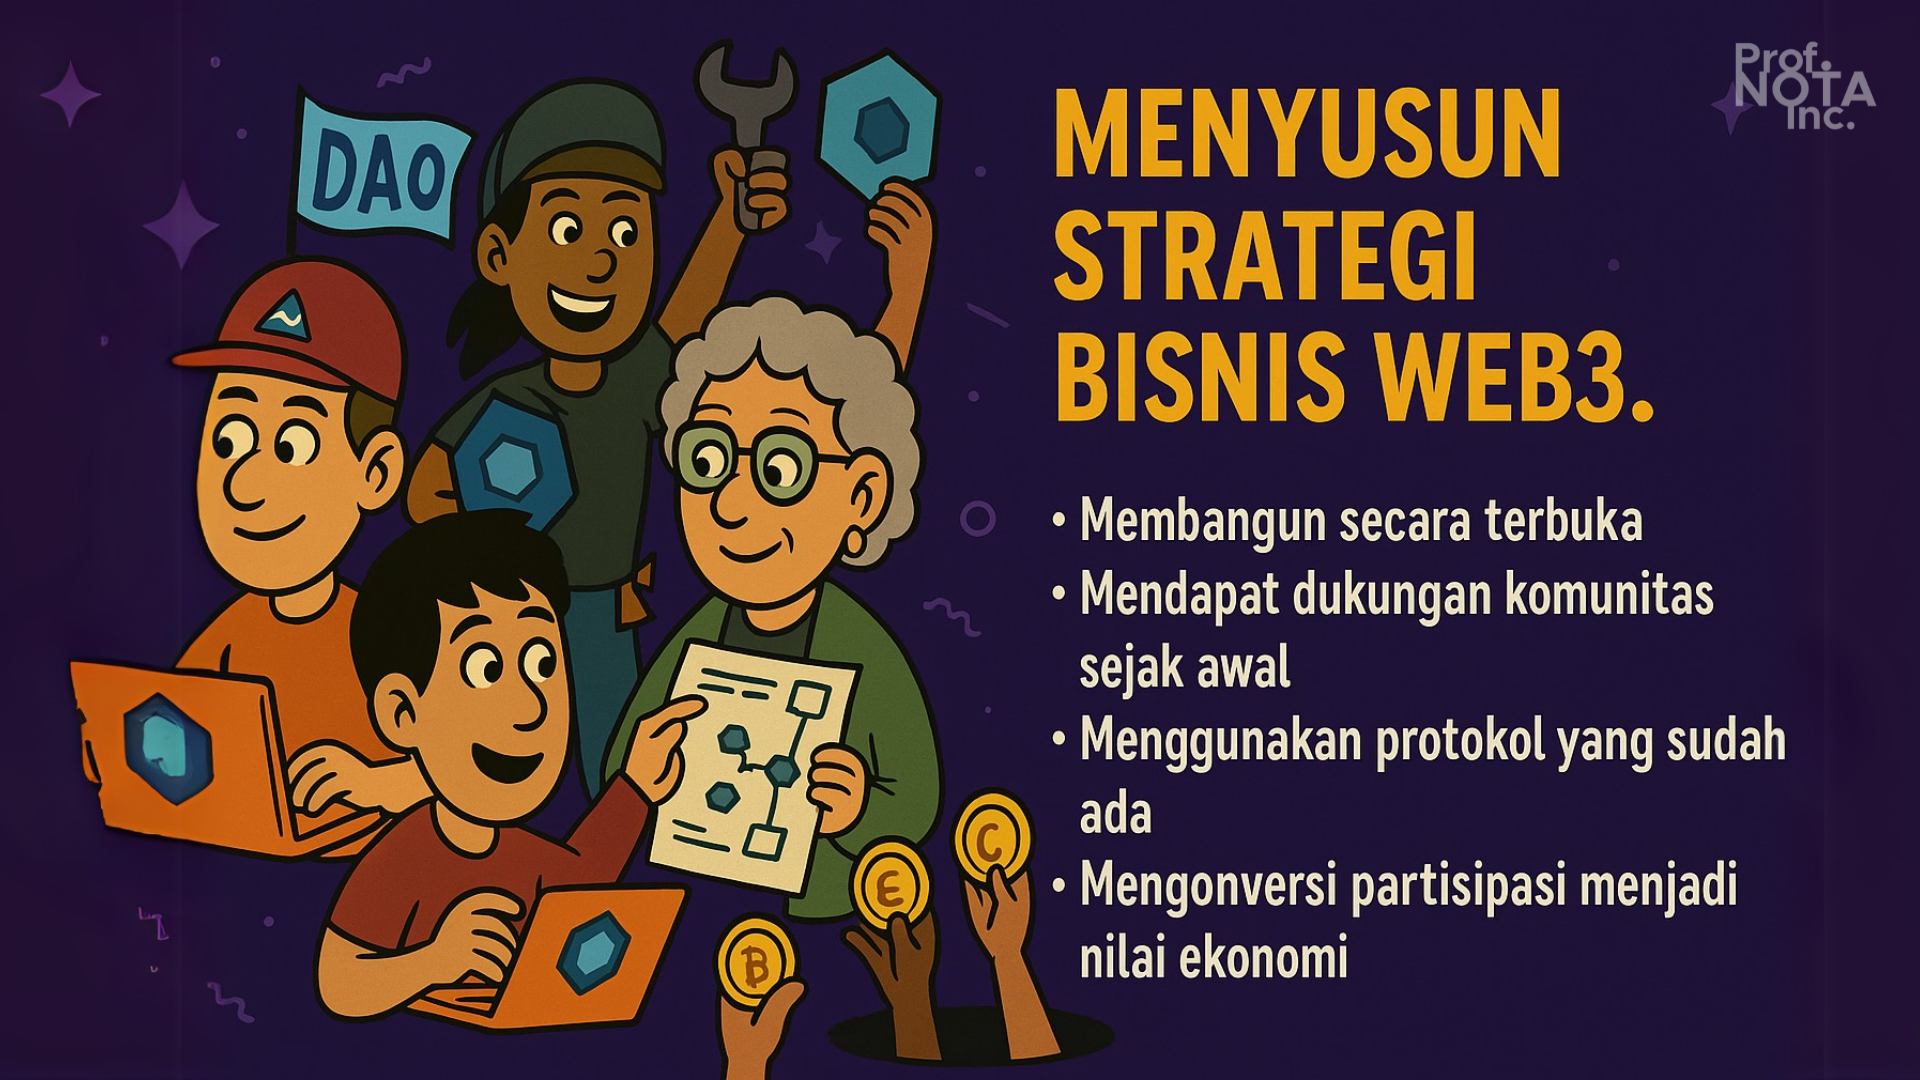 Prof.
NOTA
Inc.
DAO
MENYUSUN
STRATEGI
BISNIS WEB3.
• Membangun secara terbuka
• Mendapat dukungan komunitas
sejak awal
• Menggunakan protokol yang sudah
ada
• Mengonversi partisipasi menjadi
nilai ekonomi
C
E
B